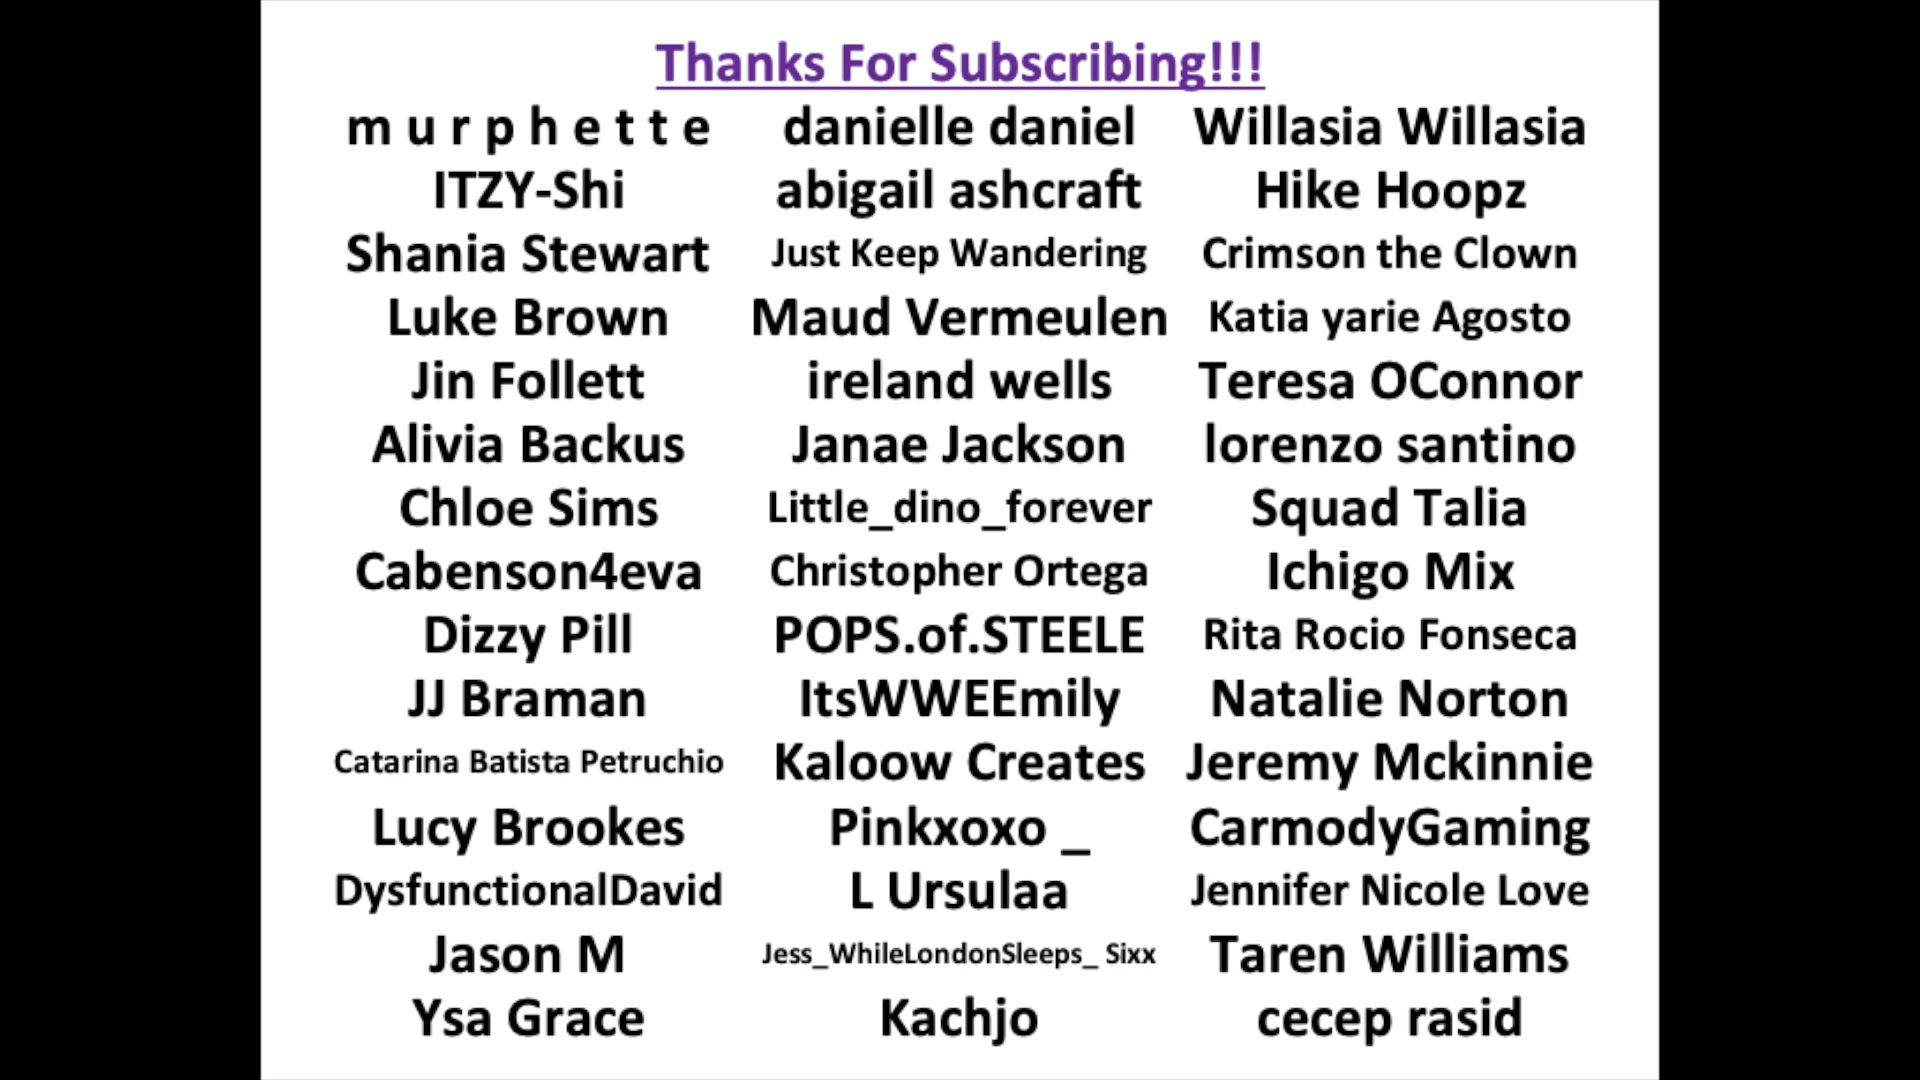 Thanks For Subscribing!!!
m u r p h e t t e danielle daniel Willasia Willasia
ITZY-Shi abigail ashcraft Hike Hoopz
Shania Stewart Just Keep Wandering Crimson the Clown
Luke Brown Maud Vermeulen Katia yarie Agosto
Jin Follett ireland wells Teresa OConnor
Alivia Backus Janae Jackson lorenzo santino
Chloe Sims Little_dino_forever Squad Talia
Cabenson4eva Christopher Ortega Ichigo Mix
Dizzy Pill POPS.of.STEELE Rita Rocio Fonseca
JJ Braman ItsWWEEmily Natalie Norton
Catarina Batista Petruchio Kaloow Creates Jeremy Mckinnie
Lucy Brookes Pinkxoxo _ CarmodyGaming
DysfunctionalDavid L Ursulaa Jennifer Nicole Love
Jason M Jess_WhileLondonSleeps_ Sixx Taren Williams
Ysa Grace Kachjo cecep rasid